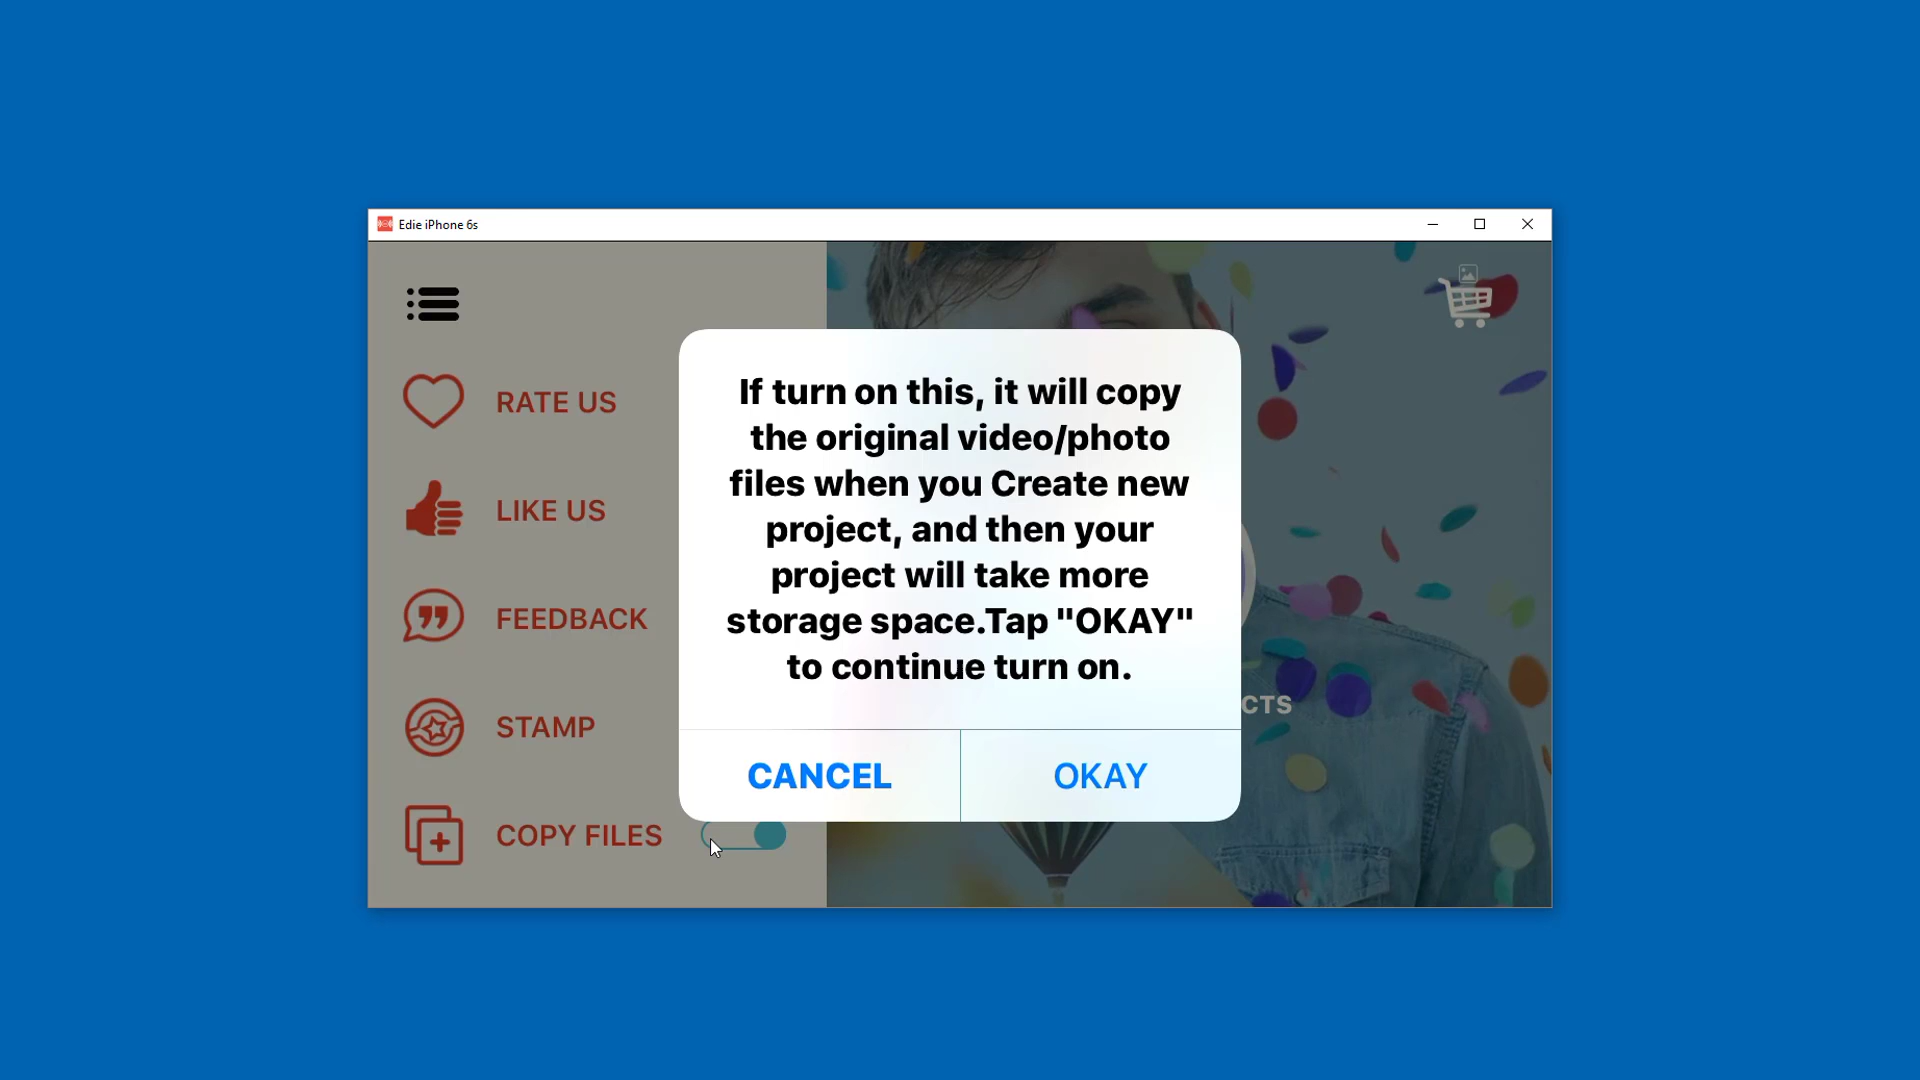 Edie iPhone 6s
RATE US
LIKE US
FEEDBACK
STAMP
COPY FILES
If turn on this, it will copy
the original video/photo
files when you Create new
project, and then your
project will take more
storage space.Tap "OKAY"
to continue turn on.
CANCEL
OKAY
CTS